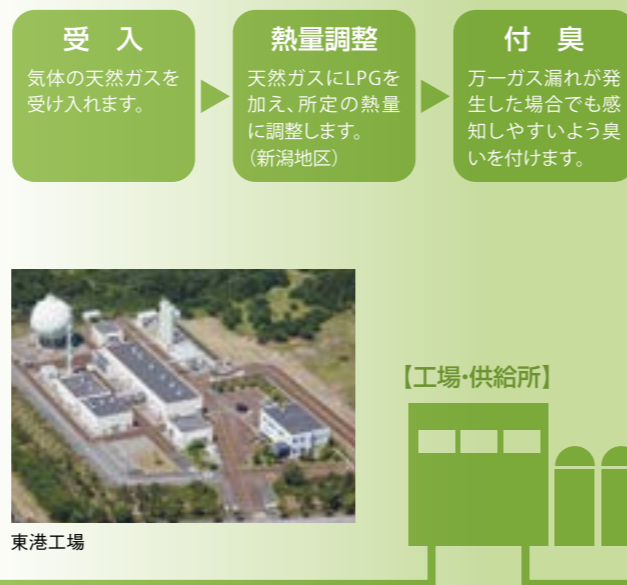 受 入
気体の天然ガスを
受け入れます。
熱量調整
天然ガスにLPGを
加え、所定の熱量
に調整します。
（新潟地区）
付 臭
万一ガス漏れが発
生した場合でも感
知しやすいよう臭
いを付けます。
【工場・供給所】
東港工場